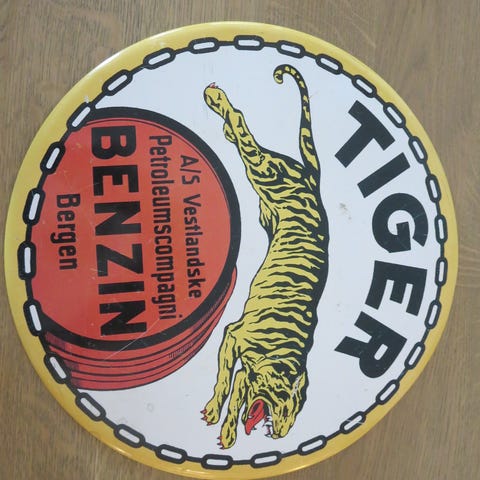 TIGER
A/S Vestlandske
Petroleumscompagni
BENZIN
Bergen